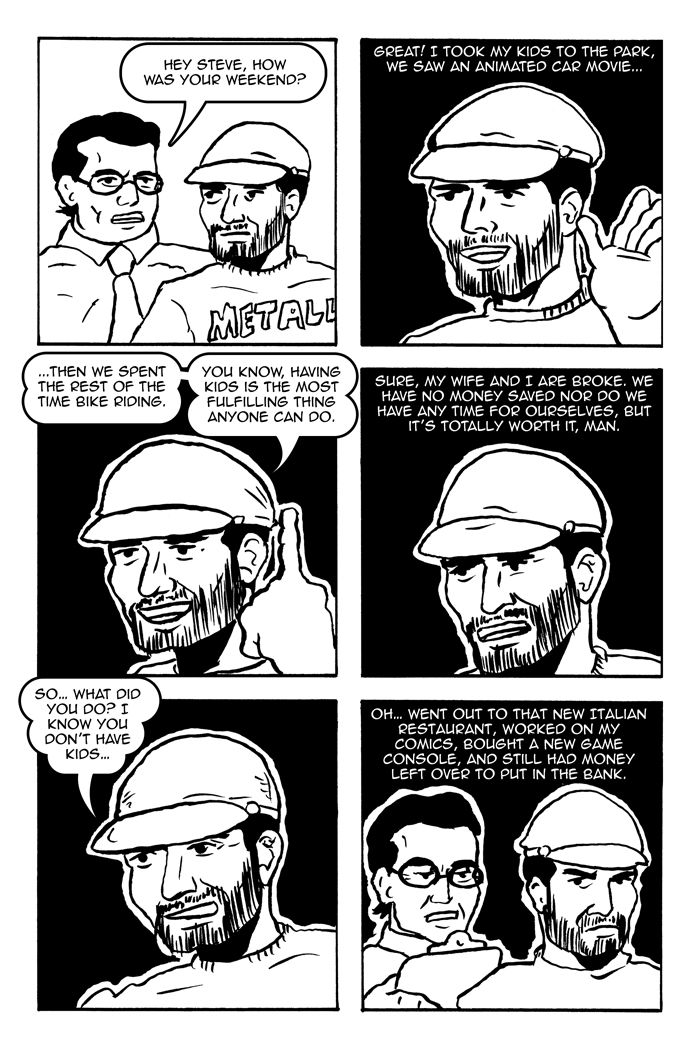 HEY STEVE, HOW
WAS YOUR WEEKEND?
METALL
GREAT! I TOOK MY KIDS TO THE PARK,
WE SAW AN ANIMATED CAR MOVIE...
...THEN WE SPENT
THE REST OF THE
TIME BIKE RIDING.
YOU KNOW, HAVING
KIDS IS THE MOST
FULFILLING THING
ANYONE CAN DO.
SURE, MY WIFE AND I ARE BROKE. WE
HAVE NO MONEY SAVED NOR DO WE
HAVE ANY TIME FOR OURSELVES, BUT
IT'S TOTALLY WORTH IT, MAN.
SO... WHAT DID
YOU DO? I
KNOW YOU
DON'T HAVE
KIDS...
OH... WENT OUT TO THAT NEW ITALIAN
RESTAURANT, WORKED ON MY
COMICS, BOUGHT A NEW GAME
CONSOLE, AND STILL HAD MONEY
LEFT OVER TO PUT IN THE BANK.